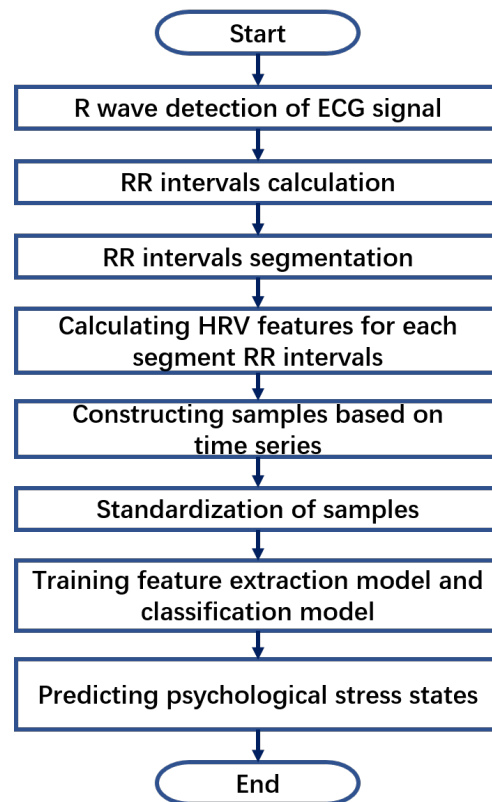 Start
R wave detection of ECG signal
RR intervals calculation
RR intervals segmentation
Calculating HRV features for each
segment RR intervals
Constructing samples based on
time series
Standardization of samples
Training feature extraction model and
classification model
Predicting psychological stress states
End